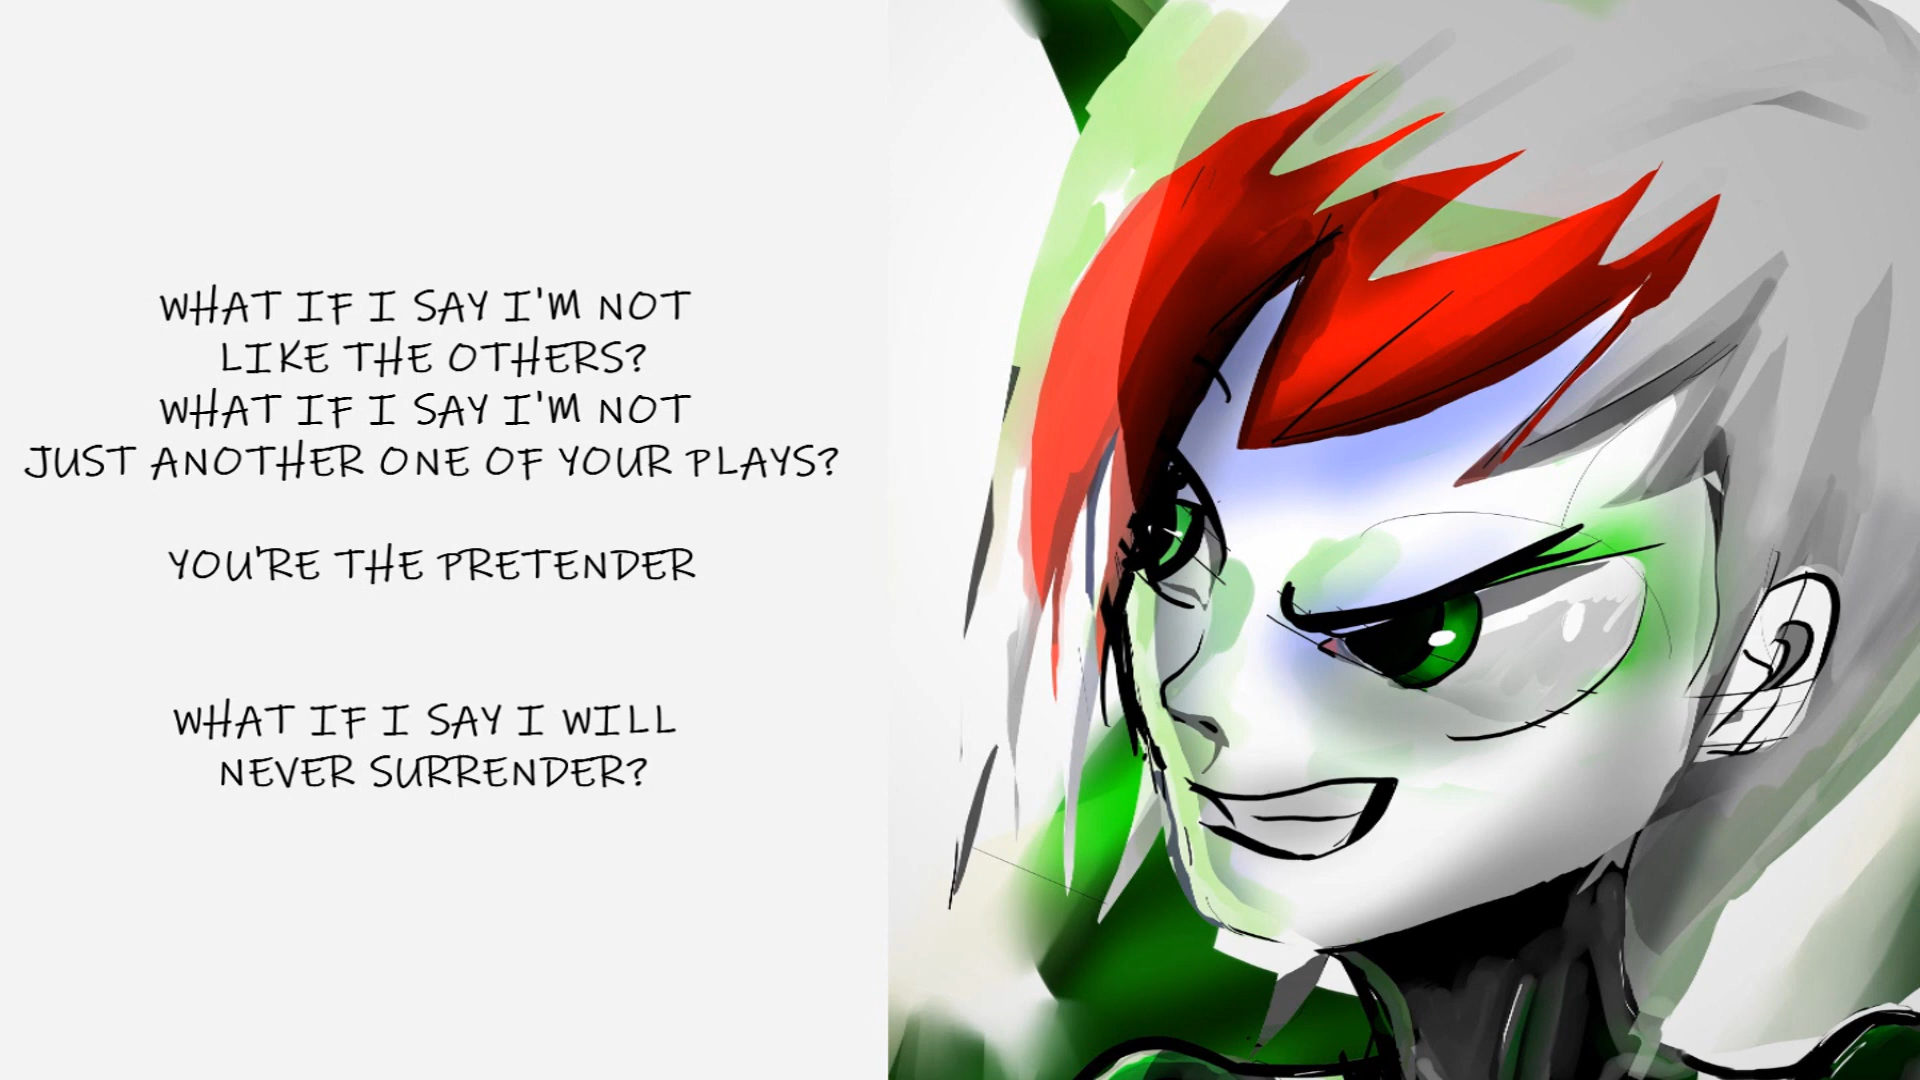 WHAT IF I SAY I'M NOT
LIKE THE OTHERS?
WHAT IF I SAY I'M NOT
JUST ANOTHER ONE OF YOUR PLAYS?
YOU'RE THE PRETENDER
WHAT IF I SAY I WILL
NEVER SURRENDER?